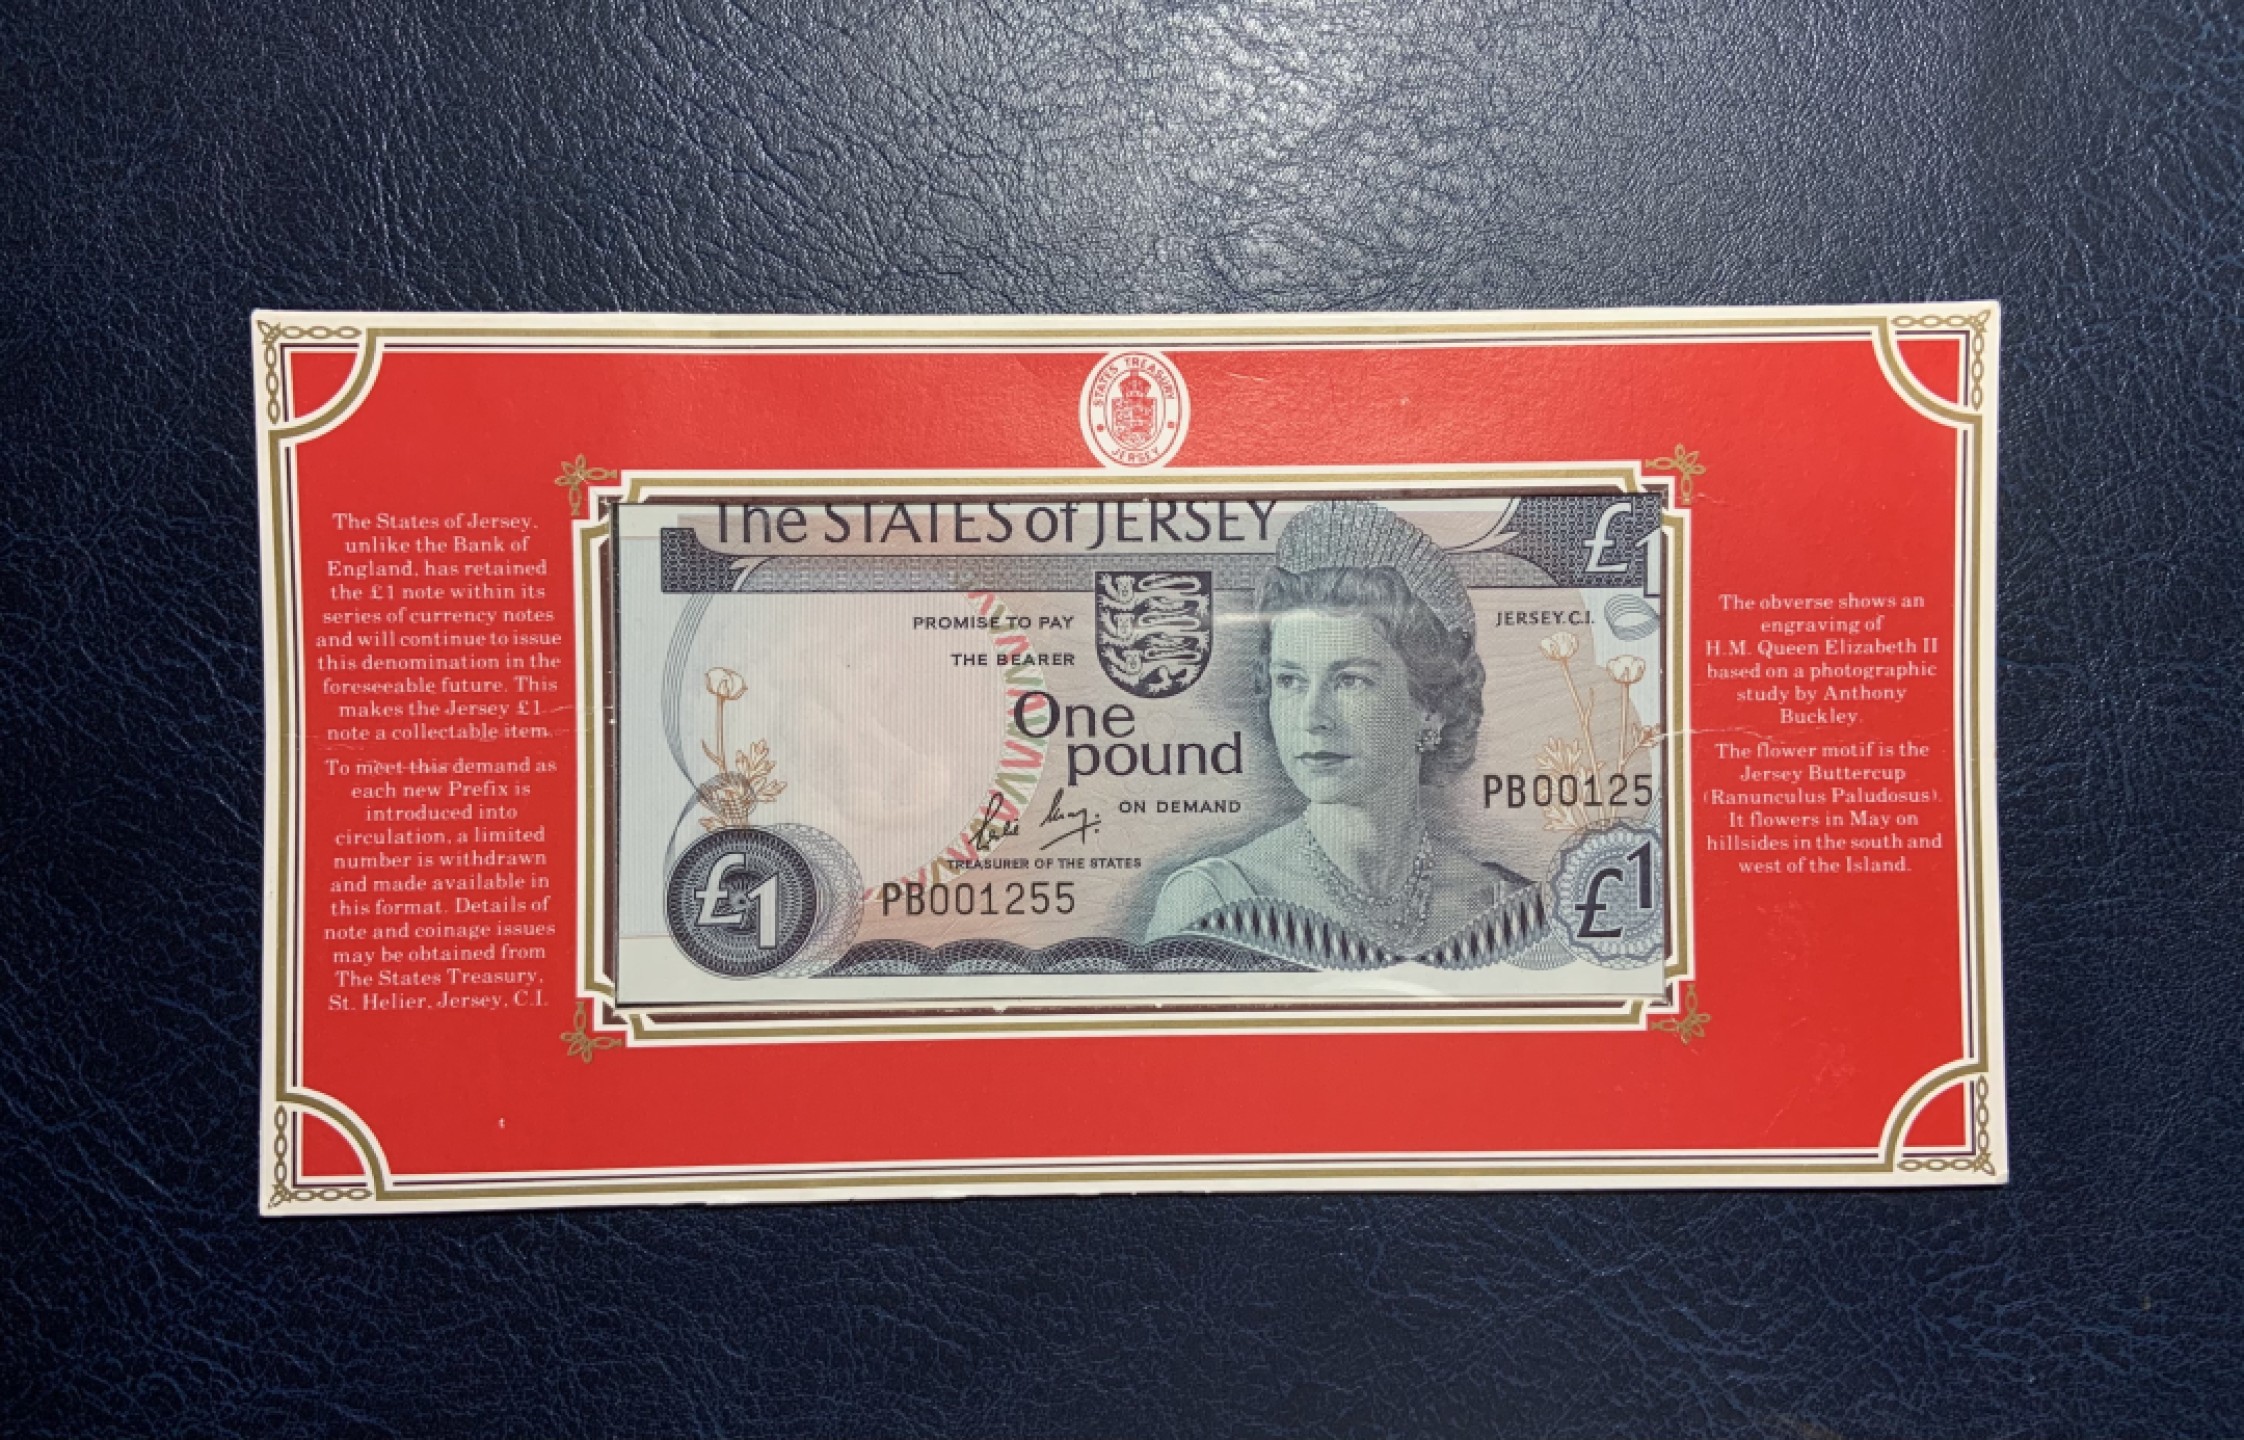 STATES TREASURY
JERSEY
The States of Jersey,
unlike the Bank of
England, has retained
the £1 note within its
series of currency notes
and will continue to issue
this denomination in the
foreseeable future. This
makes the Jersey £1
note a collectable item.
To meet this demand as
each new Prefix is
introduced into
circulation, a limited
number is withdrawn
and made available in
this format. Details of
note and coinage issues
may be obtained from
The States Treasury,
St. Helier, Jersey, C.I.
The STATES of JERSEY
£1
PROMISE TO PAY
THE BEARER
JERSEY.C.I.
One
pound
ON DEMAND
PB00125
TREASURER OF THE STATES
£1
PB001255
£1
The obverse shows an
engraving of
H.M. Queen Elizabeth II
based on a photographic
study by Anthony
Buckley.
The flower motif is the
Jersey Buttercup
(Ranunculus Paludosus).
It flowers in May on
hillsides in the south and
west of the Island.